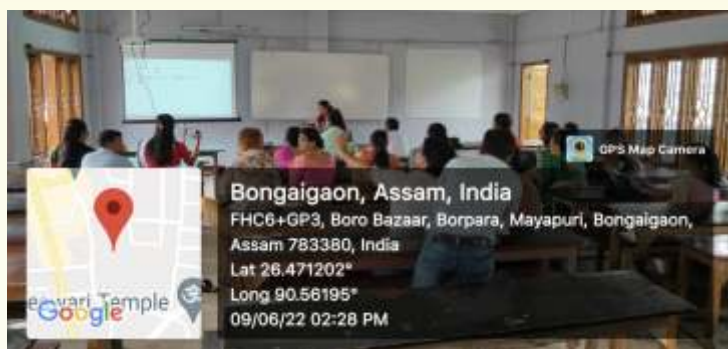 GPS Map Camera
Bongaigaon, Assam, India
FHC6+GP3, Boro Bazaar, Borpara, Mayapuri, Bongaigaon,
Assam 783380, India
Lat 26.471202°
Long 90.56195°
09/06/22 02:28 PM
Temple
Google